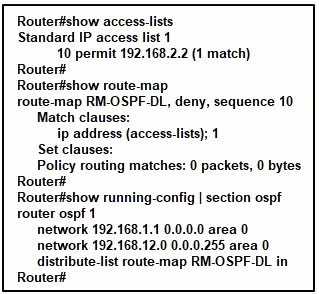 Router#show access-lists
Standard IP access list 1
10 permit 192.168.2.2 (1 match)
Router#
Router#show route-map
route-map RM-OSPF-DL, deny, sequence 10
Match clauses:
ip address (access-lists); 1
Set clauses:
Policy routing matches: 0 packets, 0 bytes
Router#
Router#show running-config | section ospf
router ospf 1
network 192.168.1.1 0.0.0.0 area 0
network 192.168.12.0 0.0.0.255 area 0
distribute-list route-map RM-OSPF-DL in
Router#